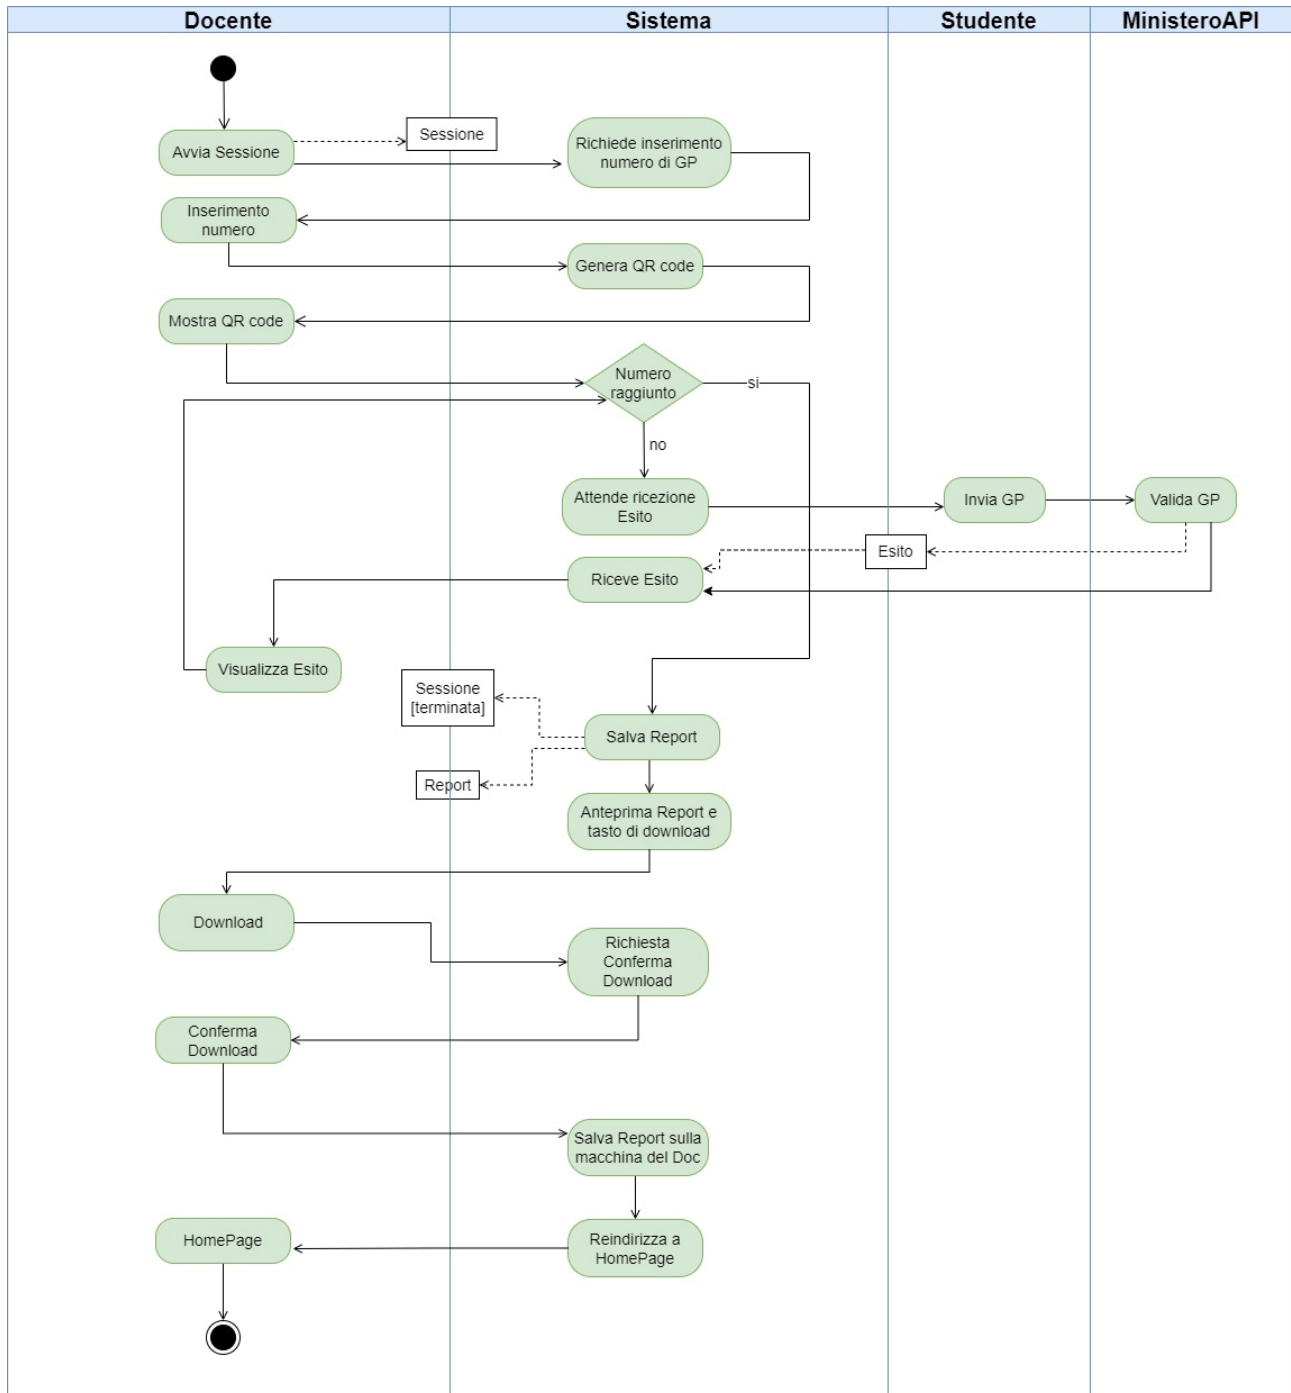 Docente
Sistema
Studente
MinisteroAPI
Avvia Sessione
Sessione
Richiede inserimento
numero di GP
Inserimento
numero
Genera QR code
Mostra QR code
Numero
raggiunto
si
no
Attende ricezione
Esito
Invia GP
Valida GP
Esito
Riceve Esito
Visualizza Esito
Sessione
[terminata]
Salva Report
Report
Anteprima Report e
tasto di download
Download
Richiesta
Conferma
Download
Conferma
Download
Salva Report sulla
macchina del Doc
HomePage
Reindirizza a
HomePage